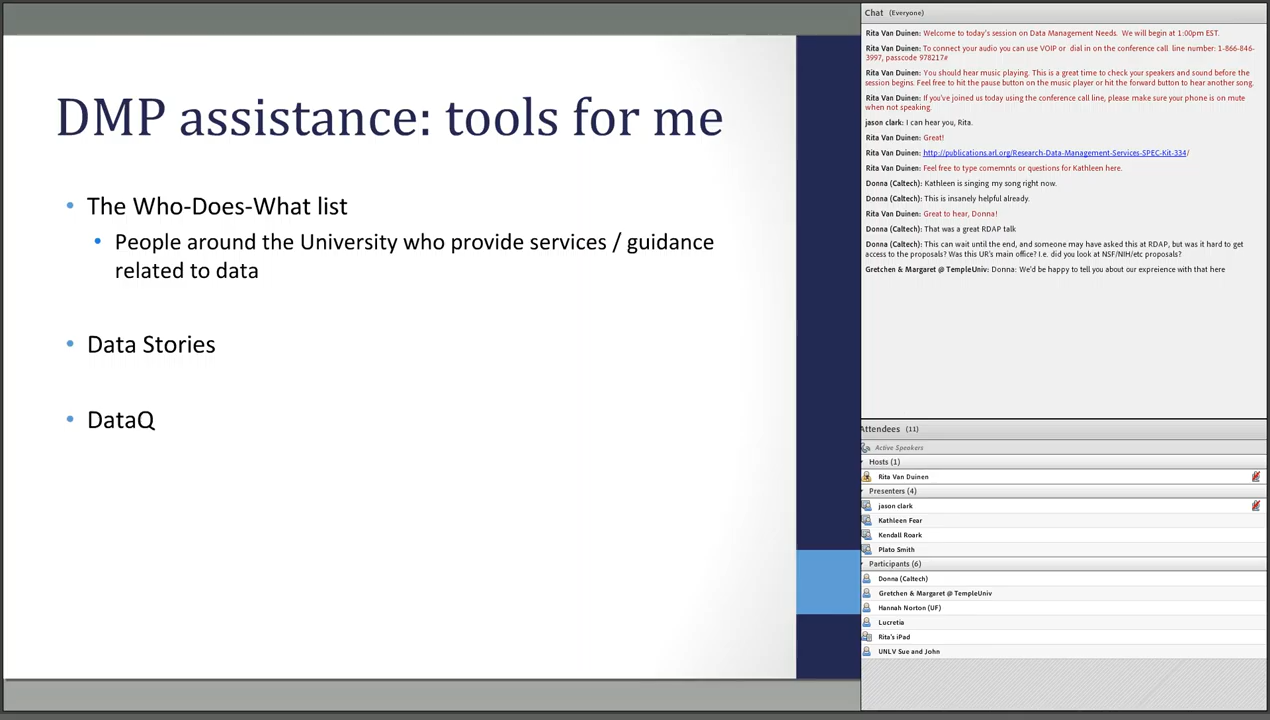 DMP assistance: tools for me
• The Who-Does-What list
• People around the University who provide services / guidance
related to data
• Data Stories
• DataQ
Chat (Everyone)
Rita Van Duinen: Welcome to today's session on Data Management Needs. We will begin at 1:00pm EST.
Rita Van Duinen: To connect your audio you can use VOIP or dial in on the conference call line number: 1-866-846-
3997, passcode 978217#
Rita Van Duinen: You should hear music playing. This is a great time to check your speakers and sound before the
session begins. Feel free to hit the pause button on the music player or hit the forward button to hear another song.
Rita Van Duinen: If you've joined us today using the conference call line, please make sure your phone is on mute
when not speaking.
jason clark: I can hear you, Rita.
Rita Van Duinen: Great!
Rita Van Duinen: http://publications.arl.org/Research-Data-Management-Services-SPEC-Kit-334/
Rita Van Duinen: Feel free to type comemnts or questions for Kathleen here.
Donna (Caltech): Kathleen is singing my song right now.
Donna (Caltech): This is insanely helpful already.
Rita Van Duinen: Great to hear, Donna!
Donna (Caltech): That was a great RDAP talk
Donna (Caltech): This can wait until the end, and someone may have asked this at RDAP, but was it hard to get
access to the proposals? Was this UR's main office? I.e. did you look at NSF/NIH/etc proposals?
Gretchen & Margaret @ TempleUniv: Donna: We'd be happy to tell you about our expreience with that here
Attendees (11)
Active Speakers
Hosts (1)
Rita Van Duinen
Presenters (4)
jason clark
Kathleen Fear
Kendall Roark
Plato Smith
Participants (6)
Donna (Caltech)
Gretchen & Margaret @ TempleUniv
Hannah Norton (UF)
Lucretia
Rita's iPad
UNLV Sue and John